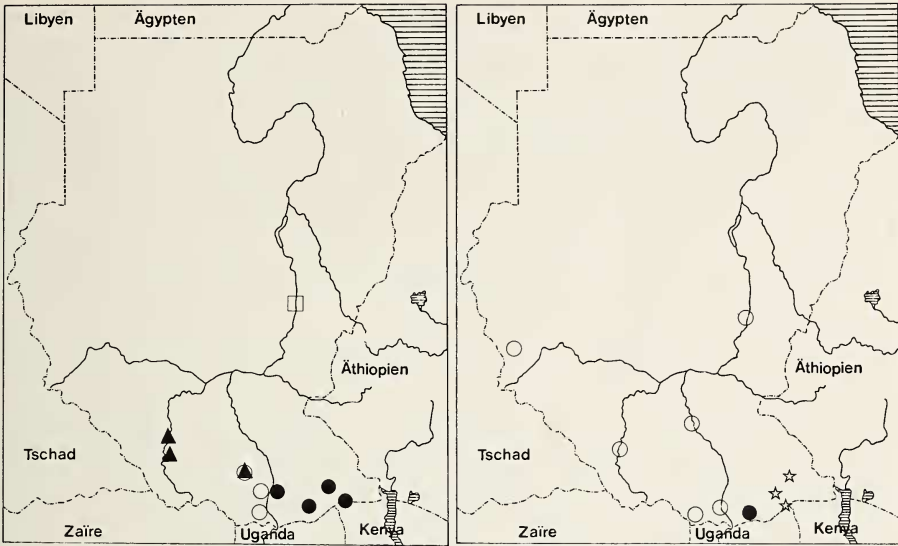 Libyen Ägypten
Äthiopien
Tschad
Zaïre Uganda Kenya
Libyen Ägypten
Äthiopien
Tschad
Zaïre Uganda Kenya